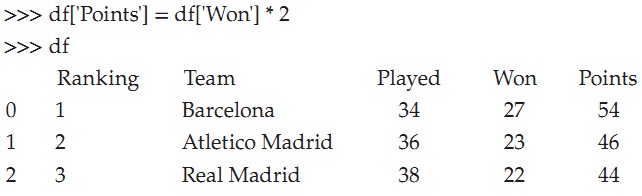 >>> df['Points'] = df['Won'] * 2
>>> df
Ranking Team Played Won Points
0 1 Barcelona 34 27 54
1 2 Atletico Madrid 36 23 46
2 3 Real Madrid 38 22 44